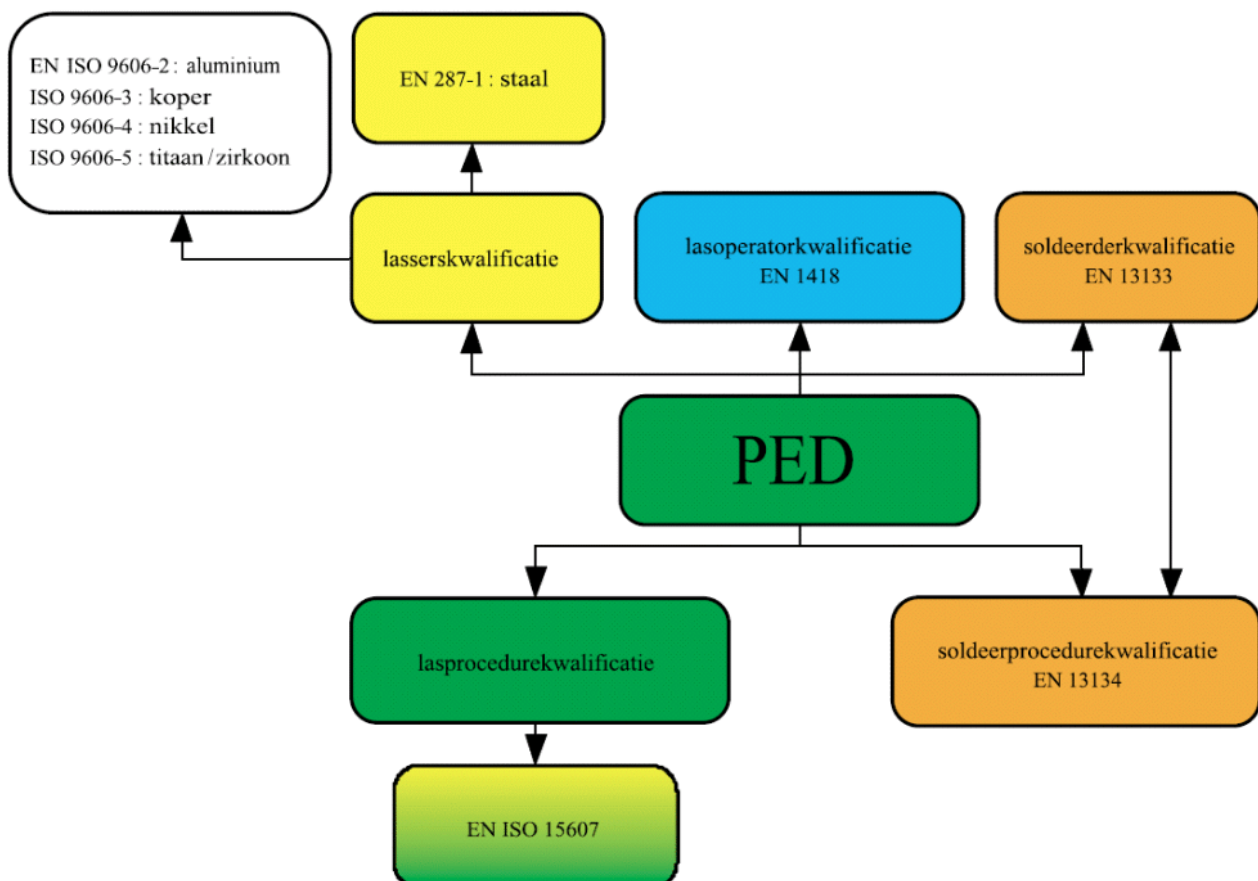 EN ISO 9606-2 : aluminium
ISO 9606-3 : koper
ISO 9606-4 : nikkel
ISO 9606-5 : titaan/zirkoon
EN 287-1 : staal
lasserskwalificatie
lasoperatorkwalificatie
EN 1418
soldeerderkwalificatie
EN 13133
PED
lasprocedurekwalificatie
soldeerprocedurekwalificatie
EN 13134
EN ISO 15607